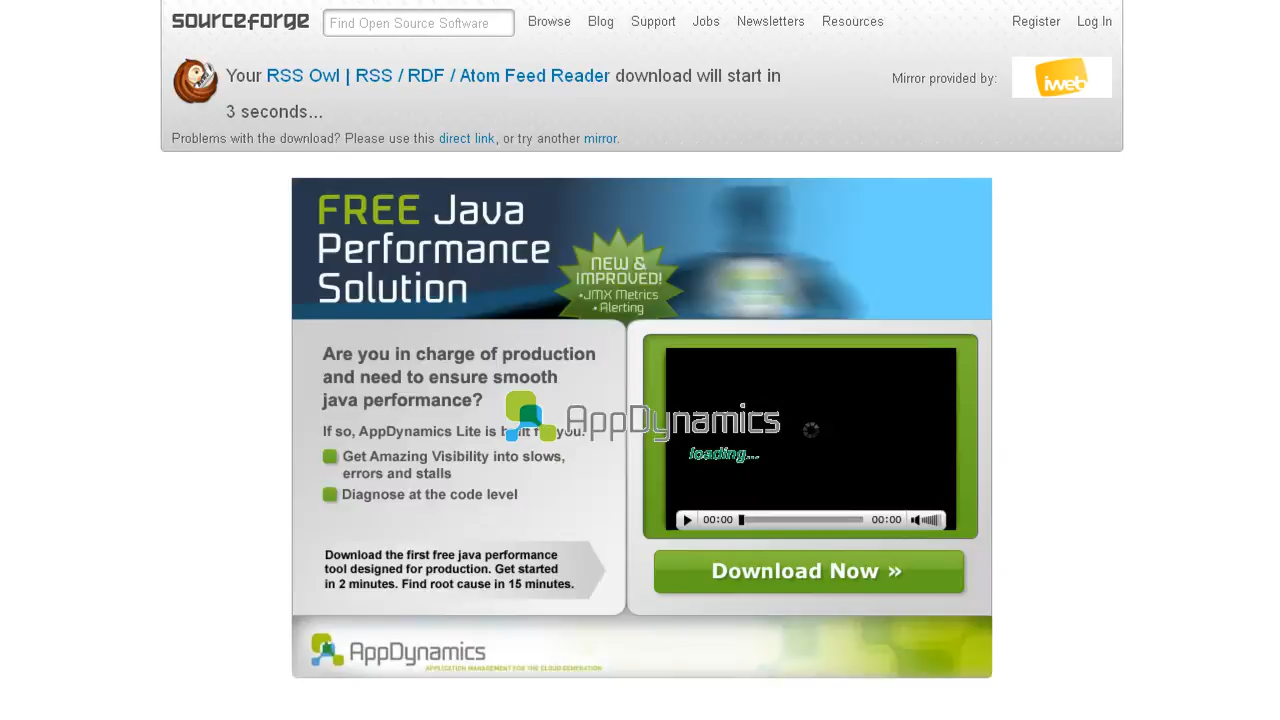 sourceforge Find Open Source Software Browse Blog Support Jobs Newsletters Resources Register Log In
Your RSS Owl | RSS / RDF / Atom Feed Reader download will start in
3 seconds...
Mirror provided by:
iweb
Problems with the download? Please use this direct link, or try another mirror.
FREE Java
Performance
Solution
NEW &
IMPROVED!
•JMX Metrics
• Alerting
Are you in charge of production
and need to ensure smooth
java performance?
If so, AppDynamics Lite is built for you.
AppDynamics
loading...
Get Amazing Visibility into slows,
errors and stalls
Diagnose at the code level
00:00 00:00
Download the first free java performance
tool designed for production. Get started
in 2 minutes. Find root cause in 15 minutes.
Download Now »
AppDynamics
APPLICATION MANAGEMENT FOR THE CLOUD GENERATION